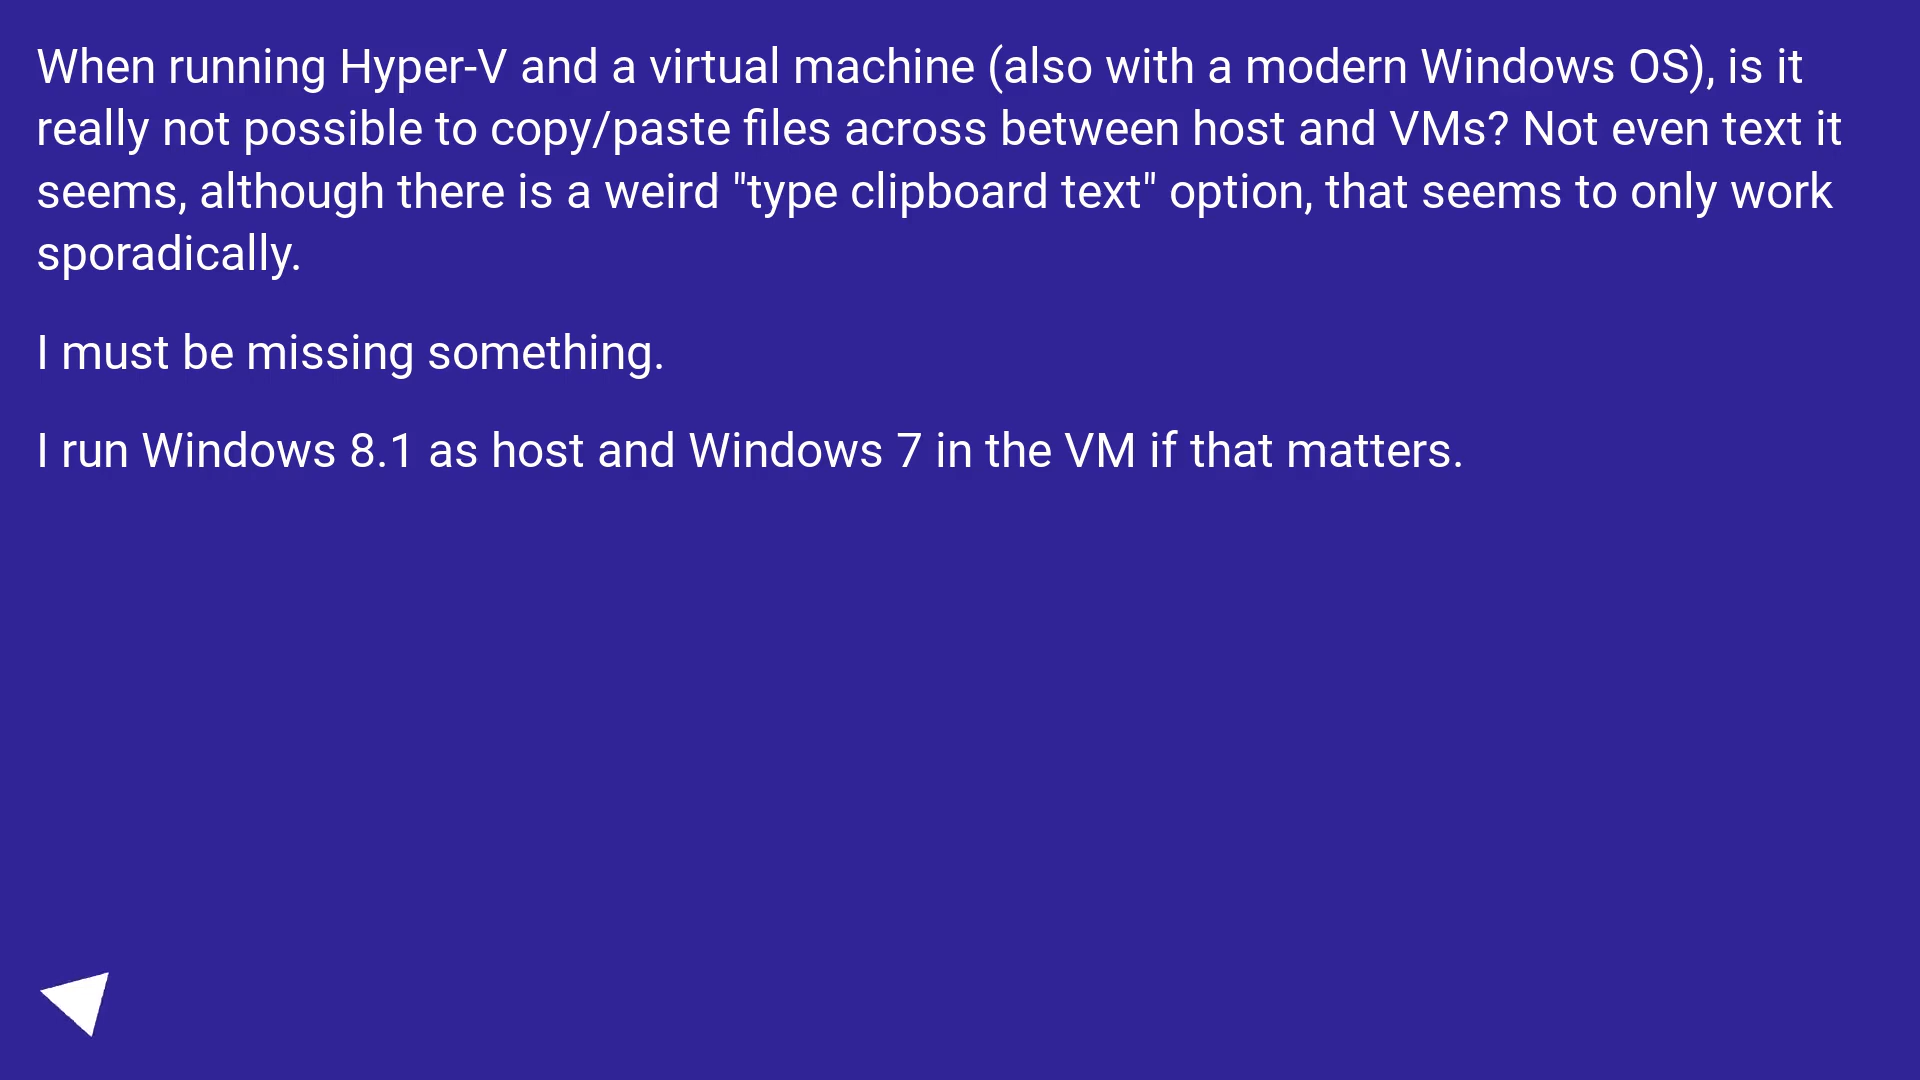 When running Hyper-V and a virtual machine (also with a modern Windows OS), is it
really not possible to copy/paste files across between host and VMs? Not even text it
seems, although there is a weird "type clipboard text" option, that seems to only work
sporadically.
I must be missing something.
I run Windows 8.1 as host and Windows 7 in the VM if that matters.